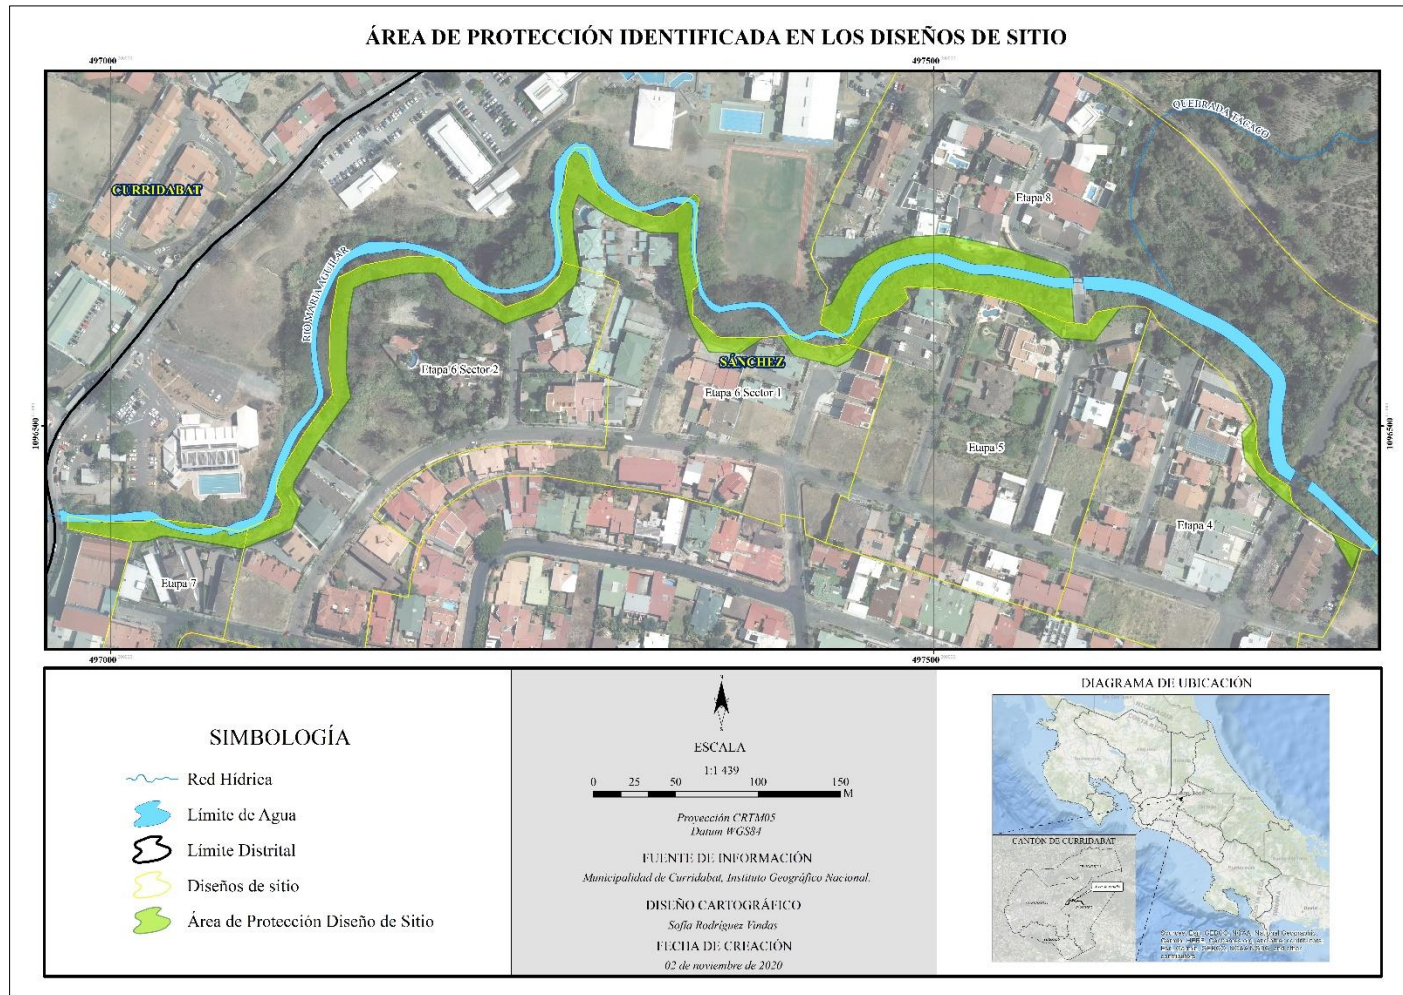 ÁREA DE PROTECCIÓN IDENTIFICADA EN LOS DISEÑOS DE SITIO
497000
497500
QUEBRADA TACACO
CURRIDABAT
Etapa 8
RIO MARIA AGUILAR
SÁNCHEZ
Etapa 6 Sector 2
Etapa 6 Sector 1
1096500
1096500
Etapa 5
Etapa 4
Etapa 7
497000
497500
SIMBOLOGÍA
Red Hídrica
Límite de Agua
Límite Distrital
Diseños de sitio
Área de Protección Diseño de Sitio
ESCALA
1:1 439
0 25 50 100 150
M
Proyección CRTM05
Datum WGS84
FUENTE DE INFORMACIÓN
Municipalidad de Curridabat, Instituto Geográfico Nacional.
DISEÑO CARTOGRÁFICO
Sofía Rodríguez Vindas
FECHA DE CREACIÓN
02 de noviembre de 2020
DIAGRAMA DE UBICACIÓN
CANTÓN DE CURRIDABAT